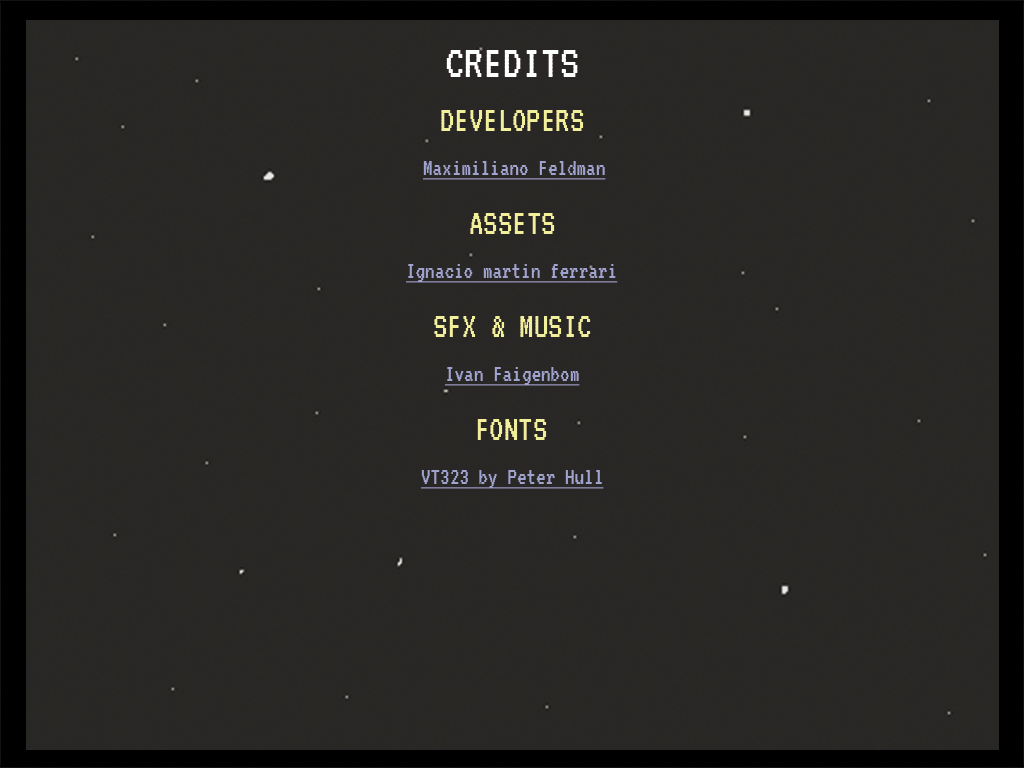 CREDITS
DEVELOPERS
Maximiliano Feldman
ASSETS
Ignacio martin ferrari
SFX & MUSIC
Ivan Faigenbom
FONTS
VT323 by Peter Hull